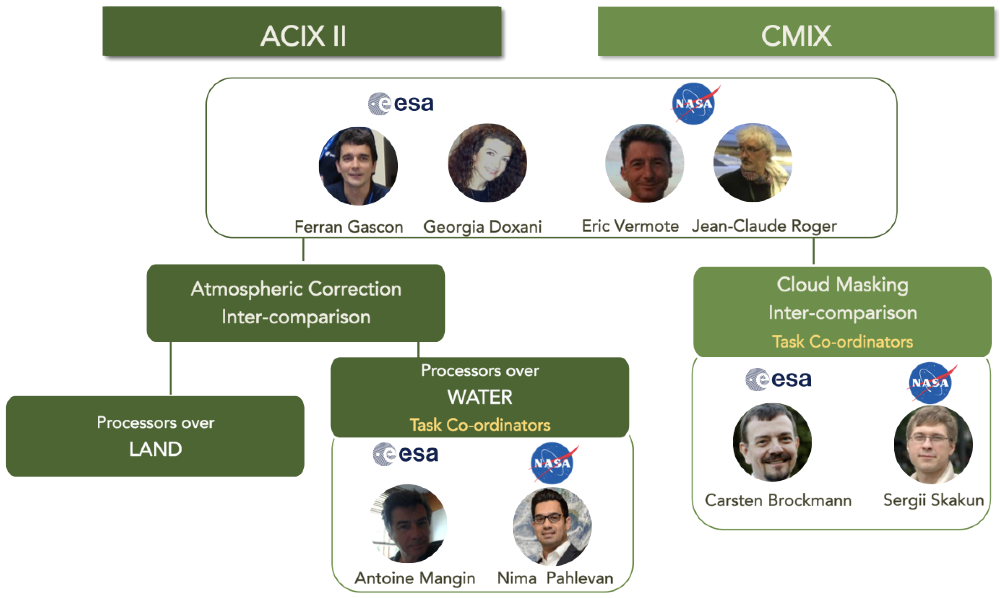 ACIX II
CMIX
esa
NASA
Ferran Gascon
Georgia Doxani
Eric Vermote
Jean-Claude Roger
Atmospheric Correction
Inter-comparison
Cloud Masking
Inter-comparison
Task Co-ordinators
Processors over
LAND
Processors over
WATER
Task Co-ordinators
esa
NASA
Antoine Mangin
Nima Pahlevan
esa
NASA
Carsten Brockmann
Sergii Skakun